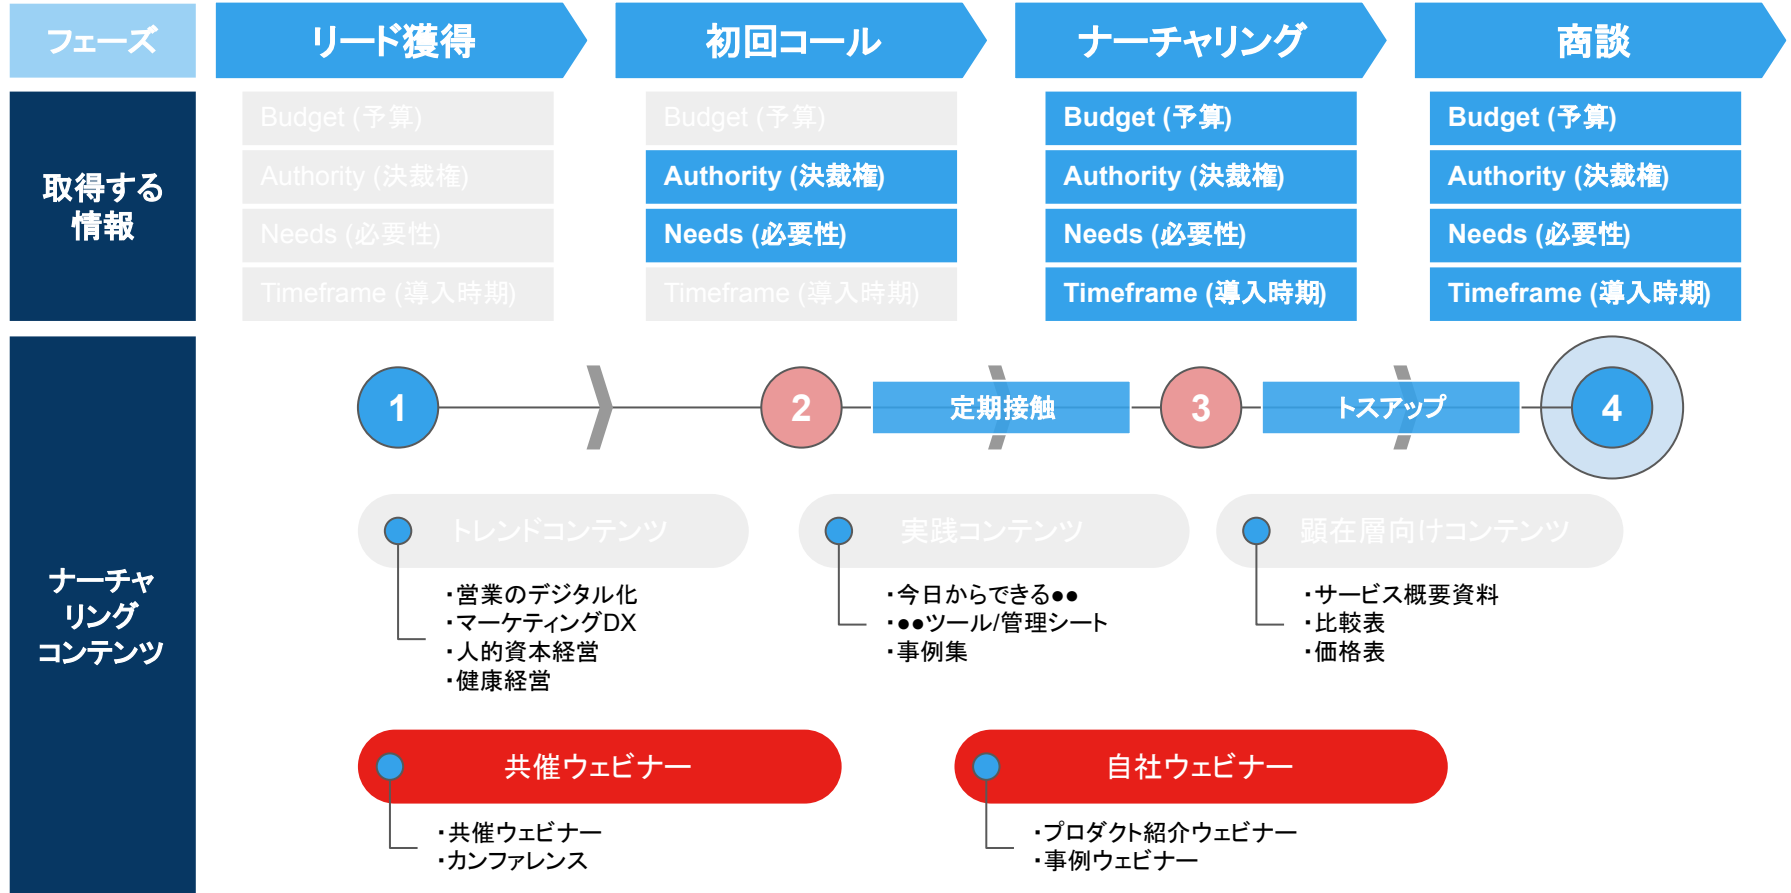 フェーズ
リード獲得
初回コール
ナーチャリング
商談
取得する
情報
Budget (予算)
Authority (決裁権)
Needs (必要性)
Timeframe (導入時期)
Budget (予算)
Authority (決裁権)
Needs (必要性)
Timeframe (導入時期)
Budget (予算)
Authority (決裁権)
Needs (必要性)
Timeframe (導入時期)
Budget (予算)
Authority (決裁権)
Needs (必要性)
Timeframe (導入時期)
ナーチャ
リング
コンテンツ
1
2
定期接触
3
トスアップ
4
トレンドコンテンツ
・営業のデジタル化
・マーケティングDX
・人的資本経営
・健康経営
実践コンテンツ
・今日からできる●●
・●●ツール/管理シート
・事例集
顕在層向けコンテンツ
・サービス概要資料
・比較表
・価格表
共催ウェビナー
・共催ウェビナー
・カンファレンス
自社ウェビナー
・プロダクト紹介ウェビナー
・事例ウェビナー